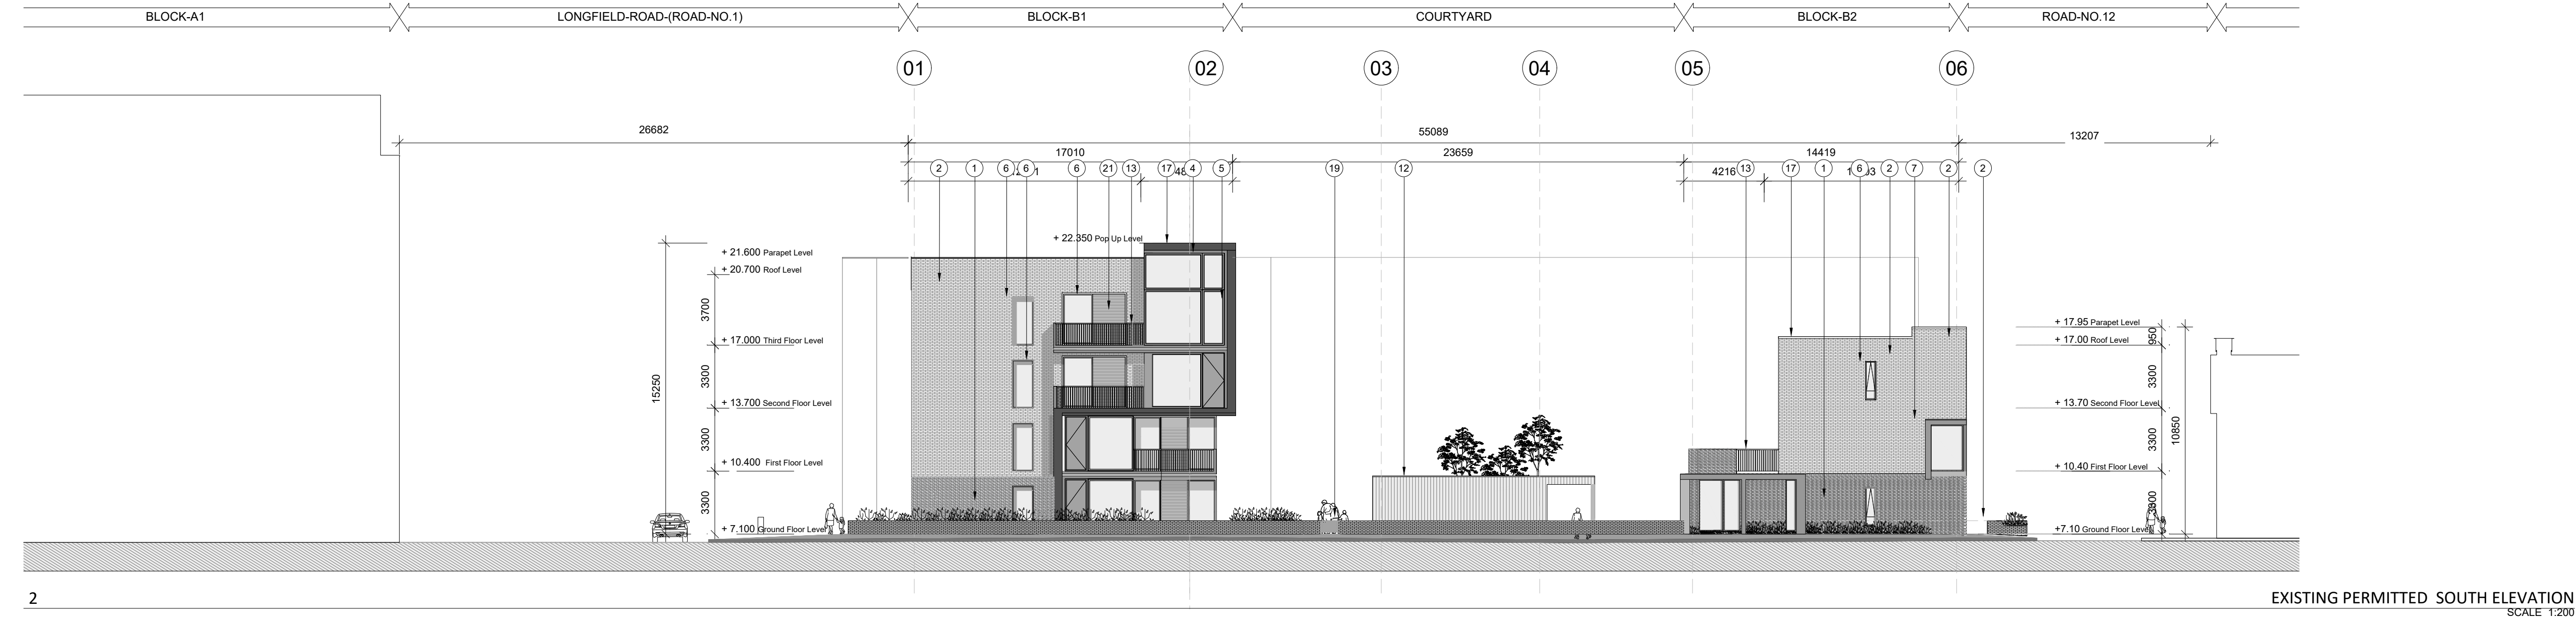 BLOCK-A1
LONGFIELD-ROAD-(ROAD-NO.1)
BLOCK-B1
COURTYARD
BLOCK-B2
ROAD-NO.12
01
02
03
04
05
06
26682
55089
13207
17010
23659
14419
2
1
6
6
6
21
13
17
4
5
19
12
4216
13
17
1
6
2
7
2
2
+ 22.350 Pop Up Level
+ 21.600 Parapet Level
+ 20.700 Roof Level
3700
+ 17.000 Third Floor Level
3300
15250
+ 13.700 Second Floor Level
3300
+ 10.400 First Floor Level
3300
+ 7.100 Ground Floor Level
+ 17.95 Parapet Level
950
+ 17.00 Roof Level
3300
+ 13.70 Second Floor Level
3300
10850
+ 10.40 First Floor Level
3300
+7.10 Ground Floor Level
2
EXISTING PERMITTED SOUTH ELEVATION
SCALE 1:200